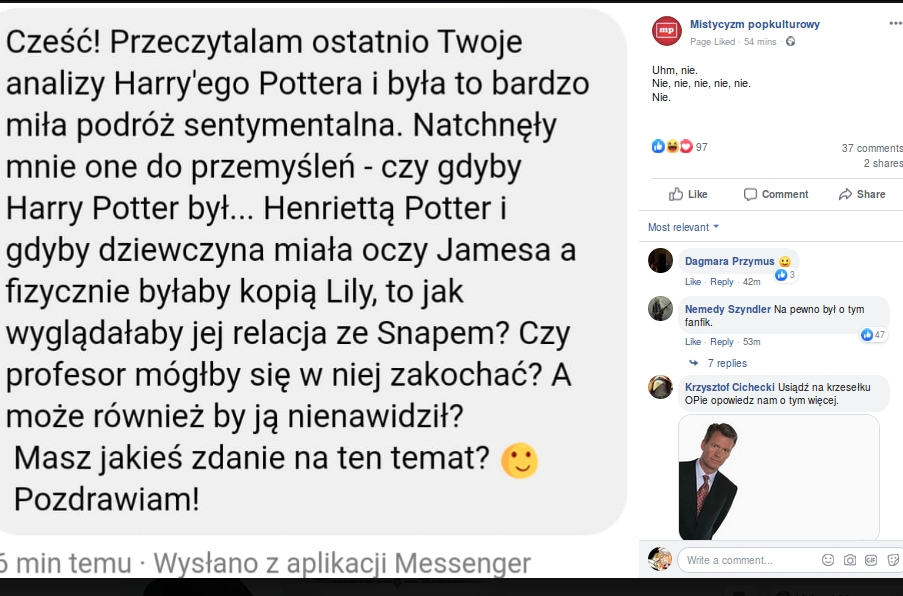 Cześć! Przeczytalam ostatnio Twoje
analizy Harry'ego Pottera i była to bardzo
miła podróż sentymentalna. Natchnęły
mnie one do przemyśleń - czy gdyby
Harry Potter był... Henriettą Potter i
gdyby dziewczyna miała oczy Jamesa a
fizycznie byłaby kopią Lily, to jak
wyglądałaby jej relacja ze Snapem? Czy
profesor mógłby się w niej zakochać? A
może również by ją nienawidził?
Masz jakieś zdanie na ten temat? 🙂
Pozdrawiam!
6 min temu · Wysłano z aplikacji Messenger
mp
Mistycyzm popkulturowy
Page Liked · 54 mins ·
Uhm, nie.
Nie, nie, nie, nie, nie.
Nie.
97
37 comments
2 shares
Like Comment Share
Most relevant
Dagmara Przymus 🙂
3
Like · Reply · 42m
Nemedy Szyndler Na pewno był o tym
fanfik.
47
Like · Reply · 53m
7 replies
Krzysztof Cichecki Usiądź na krzesełku
OPie opowiedz nam o tym więcej.
Write a comment...
GIF